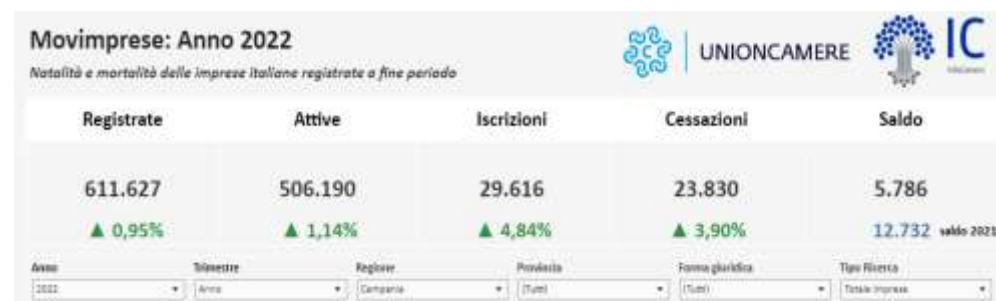 Movimprese: Anno 2022
Natalità e mortalità delle imprese italiane registrate a fine periodo
UNIONCAMERE
IC
Registrate Attive Iscrizioni Cessazioni Saldo
611.627 506.190 29.616 23.830 5.786
▲ 0,95% ▲ 1,14% ▲ 4,84% ▲ 3,90% 12.732 saldo 2021
Anno Trimestre Regione Provincia Forma giuridica Tipo Ricerca
2022 Anno Campania (Tutti) (Tutti) Totale Imprese